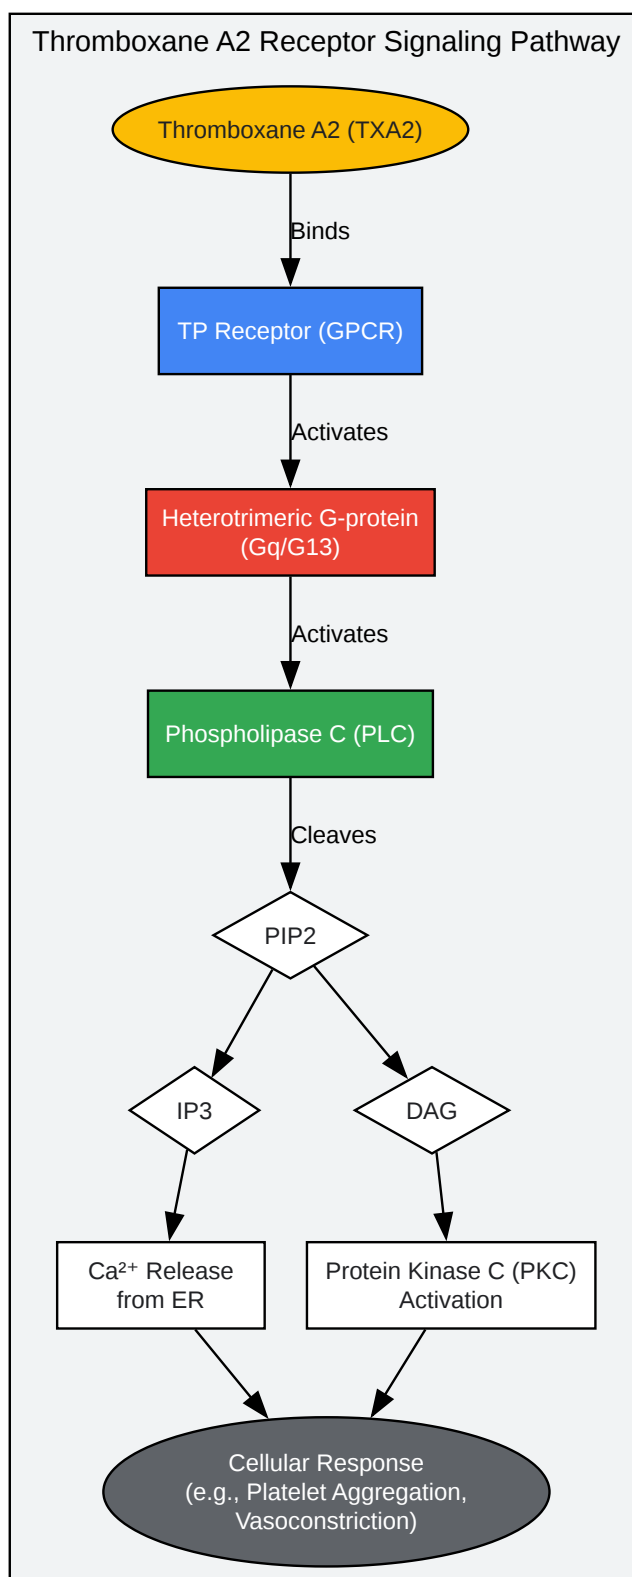 Thromboxane A2 Receptor Signaling Pathway
Thromboxane A2 (TXA2)
Binds
TP Receptor (GPCR)
Activates
Heterotrimeric G-protein
(Gq/G13)
Activates
Phospholipase C (PLC)
Cleaves
PIP2
IP3
DAG
Ca²⁺ Release
from ER
Protein Kinase C (PKC)
Activation
Cellular Response
(e.g., Platelet Aggregation,
Vasoconstriction)